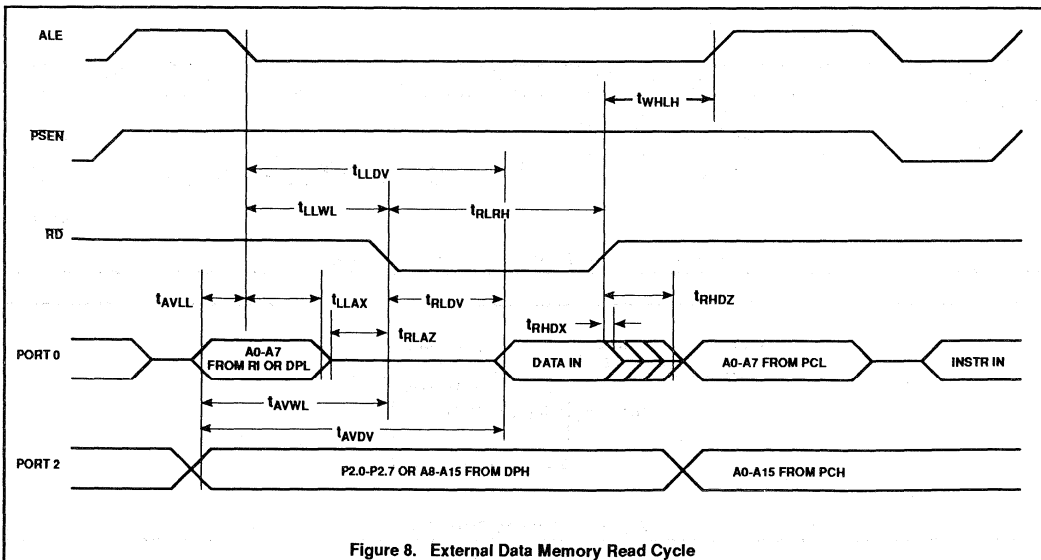 ALE
tWHLH
PSEN
tLLDV
tLLWL
tRLRH
RD
tAVLL
tLLAX
tRLDV
tRHDZ
tRLAZ
tRHDX
PORT 0
A0-A7
FROM RI OR DPL
DATA IN
A0-A7 FROM PCL
INSTR IN
tAVWL
tAVDV
PORT 2
P2.0-P2.7 OR A8-A15 FROM DPH
A0-A15 FROM PCH
Figure 8. External Data Memory Read Cycle